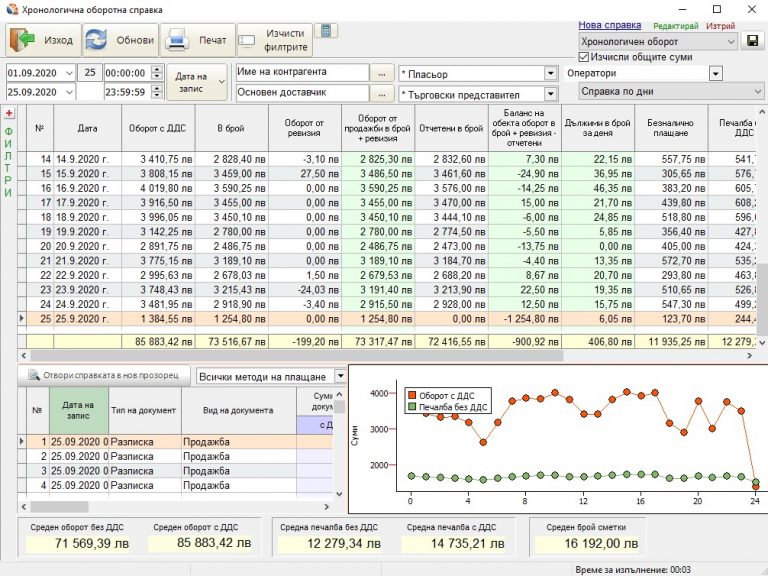 Хронологична оборотна справка
Изход Обнови Печат Изчисти филтрите
Нова справка Редактирай Изтрий
Хронологичен оборот
Изчисли общите суми
01.09.2020 25 00:00:00 Дата на запис Име на контрагента ... * Пласьор Оператори
25.09.2020 23:59:59 Основен доставчик ... * Търговски представител Справка по дни
+ ФИЛТРИ
№ Дата Оборот с ДДС В брой Оборот от ревизия Оборот от продажби в брой + ревизия Отчетени в брой Баланс на обекта оборот в брой + ревизия - отчетени Дължими в брой за деня Безналично плащане Печалба ДДС
14 14.9.2020 г. 3 410,75 лв 2 828,40 лв -3,10 лв 2 825,30 лв 2 832,60 лв 7,30 лв 22,15 лв 557,75 лв 541,
15 15.9.2020 г. 3 808,15 лв 3 459,00 лв 27,50 лв 3 486,50 лв 3 461,60 лв -24,90 лв 36,95 лв 305,65 лв 576,
16 16.9.2020 г. 4 019,80 лв 3 590,25 лв 0,00 лв 3 590,25 лв 3 576,00 лв -14,25 лв 46,35 лв 383,20 лв 605,
17 17.9.2020 г. 3 916,50 лв 3 455,00 лв 0,00 лв 3 455,00 лв 3 470,00 лв 15,00 лв 21,70 лв 439,80 лв 608,
18 18.9.2020 г. 3 996,05 лв 3 450,10 лв 0,00 лв 3 450,10 лв 3 444,10 лв -6,00 лв 24,85 лв 518,80 лв 596,
19 19.9.2020 г. 3 142,25 лв 2 780,00 лв 0,00 лв 2 780,00 лв 2 774,50 лв -5,50 лв 5,85 лв 356,40 лв 427,
20 20.9.2020 г. 2 891,75 лв 2 486,75 лв 0,00 лв 2 486,75 лв 2 473,00 лв -13,75 лв 0,00 лв 405,00 лв 424,
21 21.9.2020 г. 3 775,15 лв 3 189,10 лв 0,00 лв 3 189,10 лв 3 184,70 лв -4,40 лв 13,35 лв 572,70 лв 535,
22 22.9.2020 г. 2 995,63 лв 2 678,03 лв 1,50 лв 2 679,53 лв 2 688,20 лв 8,67 лв 20,70 лв 293,80 лв 463,
23 23.9.2020 г. 3 748,43 лв 3 215,43 лв -24,03 лв 3 191,40 лв 3 213,90 лв 22,50 лв 19,35 лв 510,65 лв 526,
24 24.9.2020 г. 3 481,95 лв 2 918,90 лв -3,40 лв 2 915,50 лв 2 928,00 лв 12,50 лв 15,75 лв 547,30 лв 499,
25 25.9.2020 г. 1 384,55 лв 1 254,80 лв 0,00 лв 1 254,80 лв 0,00 лв -1 254,80 лв 6,05 лв 123,70 лв 244,
85 883,42 лв 73 516,67 лв -199,20 лв 73 317,47 лв 72 416,55 лв -900,92 лв 406,80 лв 11 935,25 лв 12 279,
Отвори справката в нов прозорец Всички методи на плащане
№ Дата на запис Тип на документ Вид на документа Суми
с Д
1 25.09.2020 0 Разписка Продажба
2 25.09.2020 0 Разписка Продажба
3 25.09.2020 0 Разписка Продажба
4 25.09.2020 0 Разписка Продажба
Оборот с ДДС
Печалба без ДДС
Суми
4000
3000
2000
0 5 10 15 20 24
Среден оборот без ДДС Среден оборот с ДДС Средна печалба без ДДС Средна печалба с ДДС Среден брой сметки
71 569,39 лв 85 883,42 лв 12 279,34 лв 14 735,21 лв 16 192,00 лв
Време за изпълнение: 00:03